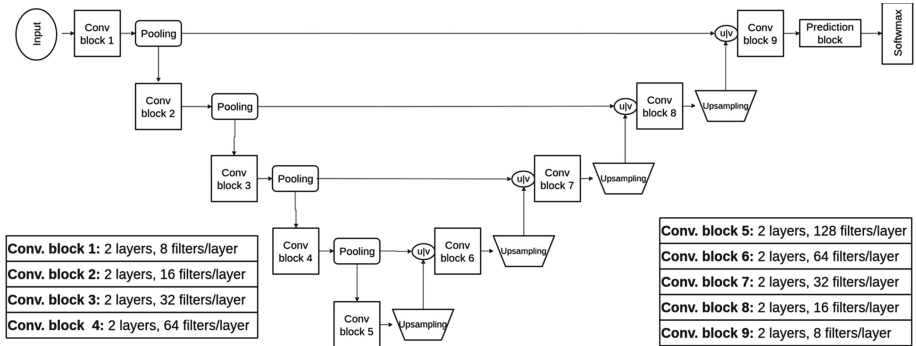 Input
Conv
block 1
Pooling
u|v
Conv
block 9
Prediction
block
Softwmax
Conv
block 2
Pooling
u|v
Conv
block 8
Upsampling
Conv
block 3
Pooling
u|v
Conv
block 7
Upsampling
Conv
block 4
Pooling
u|v
Conv
block 6
Upsampling
Conv
block 5
Upsampling
Conv. block 1: 2 layers, 8 filters/layer
Conv. block 2: 2 layers, 16 filters/layer
Conv. block 3: 2 layers, 32 filters/layer
Conv. block 4: 2 layers, 64 filters/layer
Conv. block 5: 2 layers, 128 filters/layer
Conv. block 6: 2 layers, 64 filters/layer
Conv. block 7: 2 layers, 32 filters/layer
Conv. block 8: 2 layers, 16 filters/layer
Conv. block 9: 2 layers, 8 filters/layer